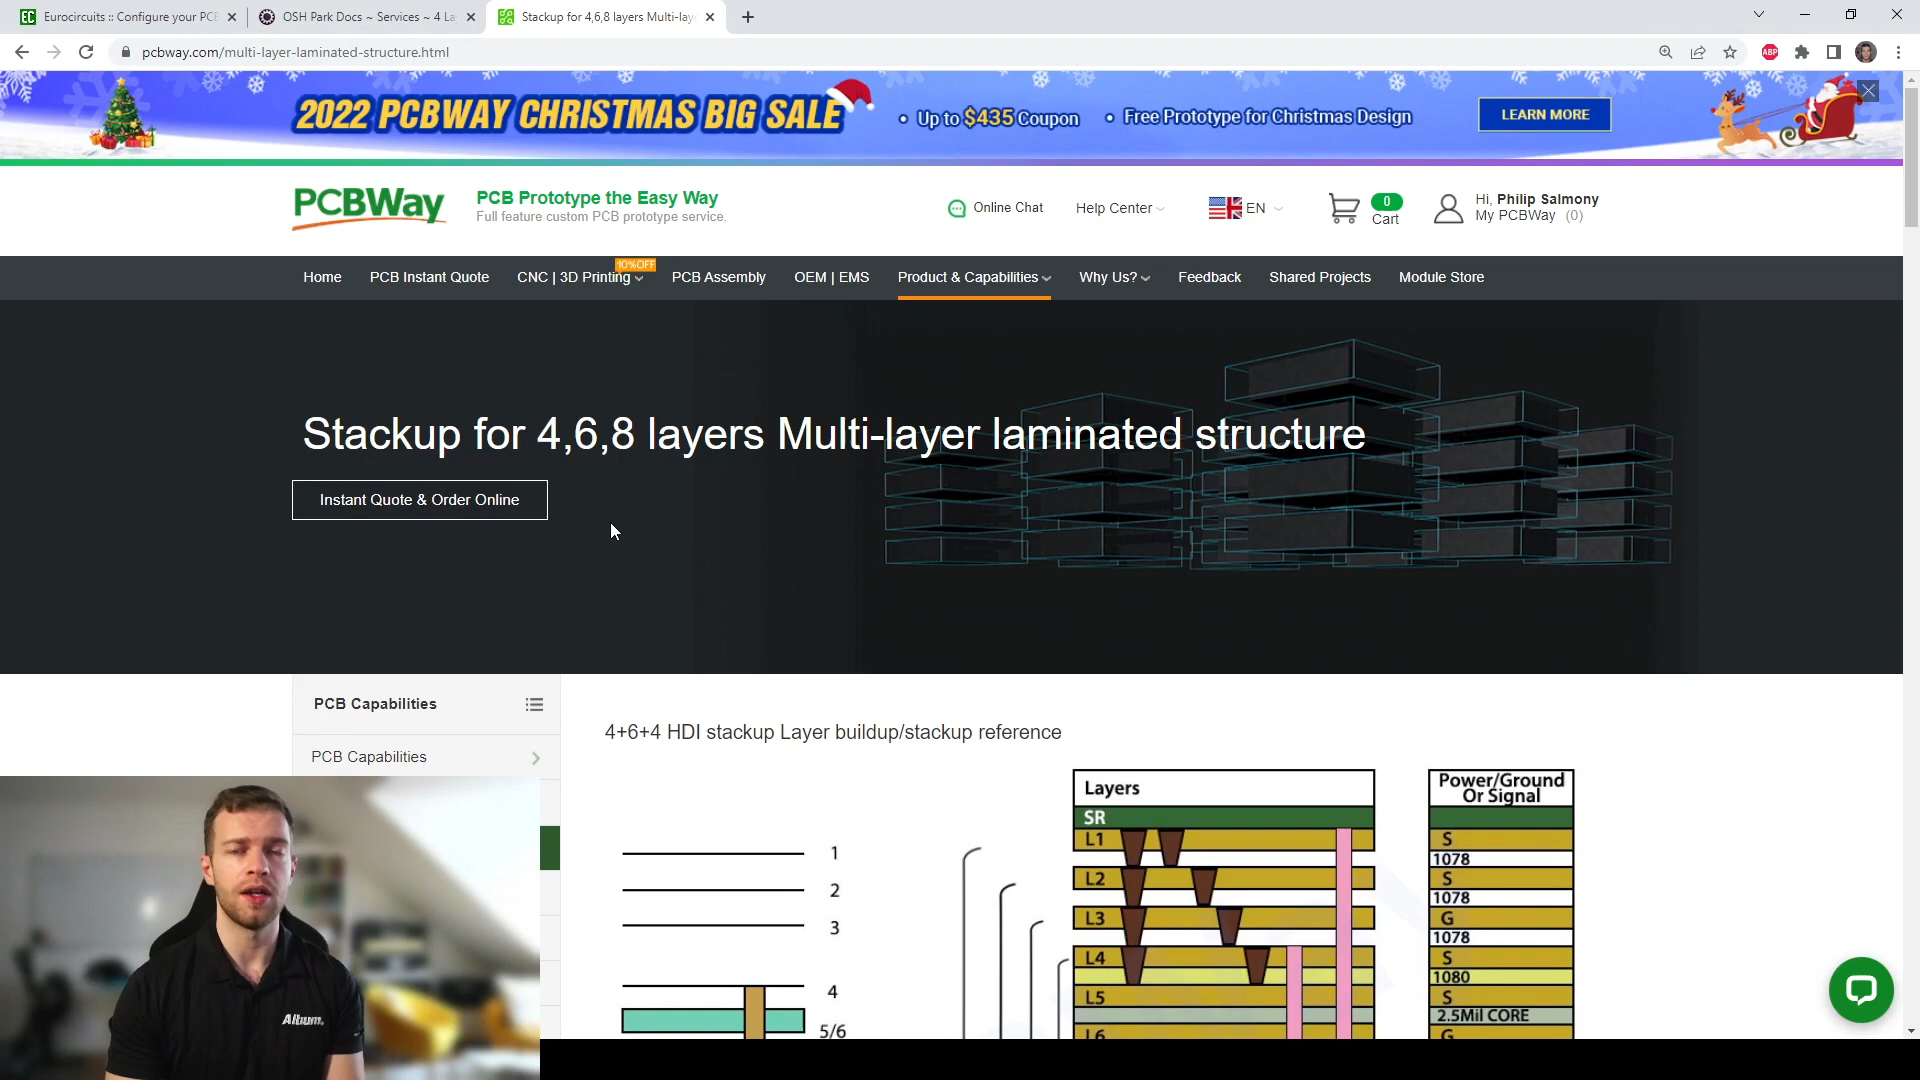 Eurocircuits :: Configure your PCE
OSH Park Docs ~ Services ~ 4 La
Stackup for 4,6,8 layers Multi-lay
pcbway.com/multi-layer-laminated-structure.html
ABP
2022 PCBWAY CHRISTMAS BIG SALE
• Up to $435 Coupon
• Free Prototype for Christmas Design
LEARN MORE
PCBWay
PCB Prototype the Easy Way
Full feature custom PCB prototype service.
Online Chat
Help Center
EN
0
Cart
Hi, Philip Salmony
My PCBWay (0)
Home
PCB Instant Quote
CNC | 3D Printing
10%OFF
PCB Assembly
OEM | EMS
Product & Capabilities
Why Us?
Feedback
Shared Projects
Module Store
Stackup for 4,6,8 layers Multi-layer laminated structure
Instant Quote & Order Online
PCB Capabilities
PCB Capabilities
4+6+4 HDI stackup Layer buildup/stackup reference
1
2
3
4
5/6
Layers
SR
L1
L2
L3
L4
L5
L6
Power/Ground
Or Signal
S
1078
S
1078
G
1078
S
1080
S
2.5Mil CORE
G
Altium.